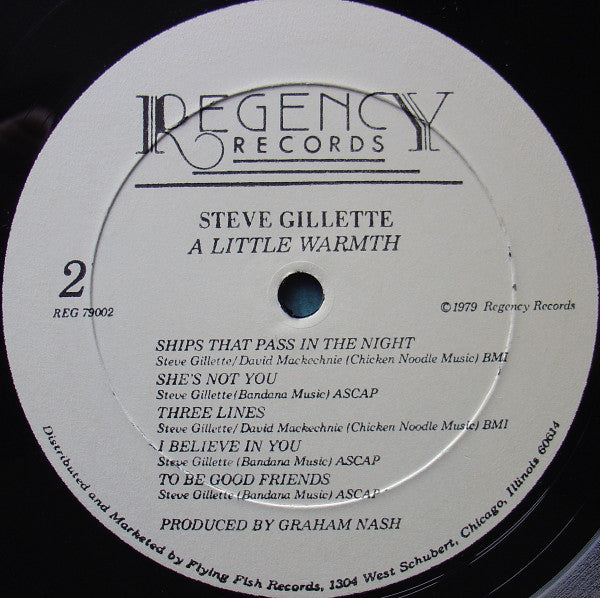 REGENCY
RECORDS
STEVE GILLETTE
A LITTLE WARMTH
2
REG 79002
©1979 Regency Records
SHIPS THAT PASS IN THE NIGHT
Steve Gillette/David Mackechnie (Chicken Noodle Music) BMI
SHE'S NOT YOU
Steve Gillette (Bandana Music) ASCAP
THREE LINES
Steve Gillette/David Mackechnie (Chicken Noodle Music) BMI
I BELIEVE IN YOU
Steve Gillette (Bandana Music) ASCAP
TO BE GOOD FRIENDS
Steve Gillette (Bandana Music) ASCAP
PRODUCED BY GRAHAM NASH
Distributed and Marketed by Flying Fish Records, 1304 West Schubert, Chicago, Illinois 60614